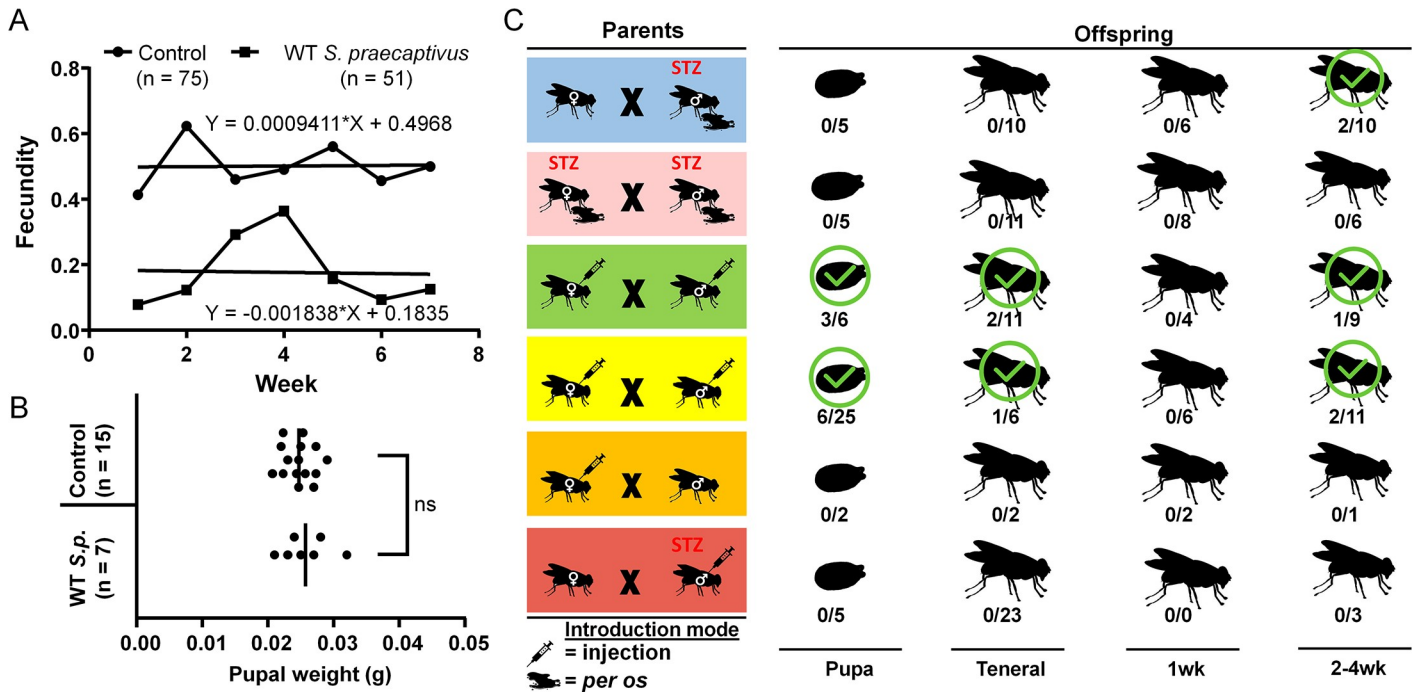 A
Control
(n = 75)
WT S. praecaptivus
(n = 51)
0.8
0.6
0.4
0.2
0.0
Fecundity
Y = 0.0009411*X + 0.4968
Y = -0.001838*X + 0.1835
0 2 4 6 8
Week
B
Control
(n = 15)
WT S.p.
(n = 7)
ns
0.00 0.01 0.02 0.03 0.04 0.05
Pupal weight (g)
C
Parents
Offspring
STZ
X
0/5 0/10 0/6 2/10
STZ STZ
X
0/5 0/11 0/8 0/6
X
3/6 2/11 0/4 1/9
X
6/25 1/6 0/6 2/11
X
0/2 0/2 0/2 0/1
STZ
X
0/5 0/23 0/0 0/3
Introduction mode
= injection
= per os
Pupa Teneral 1wk 2-4wk